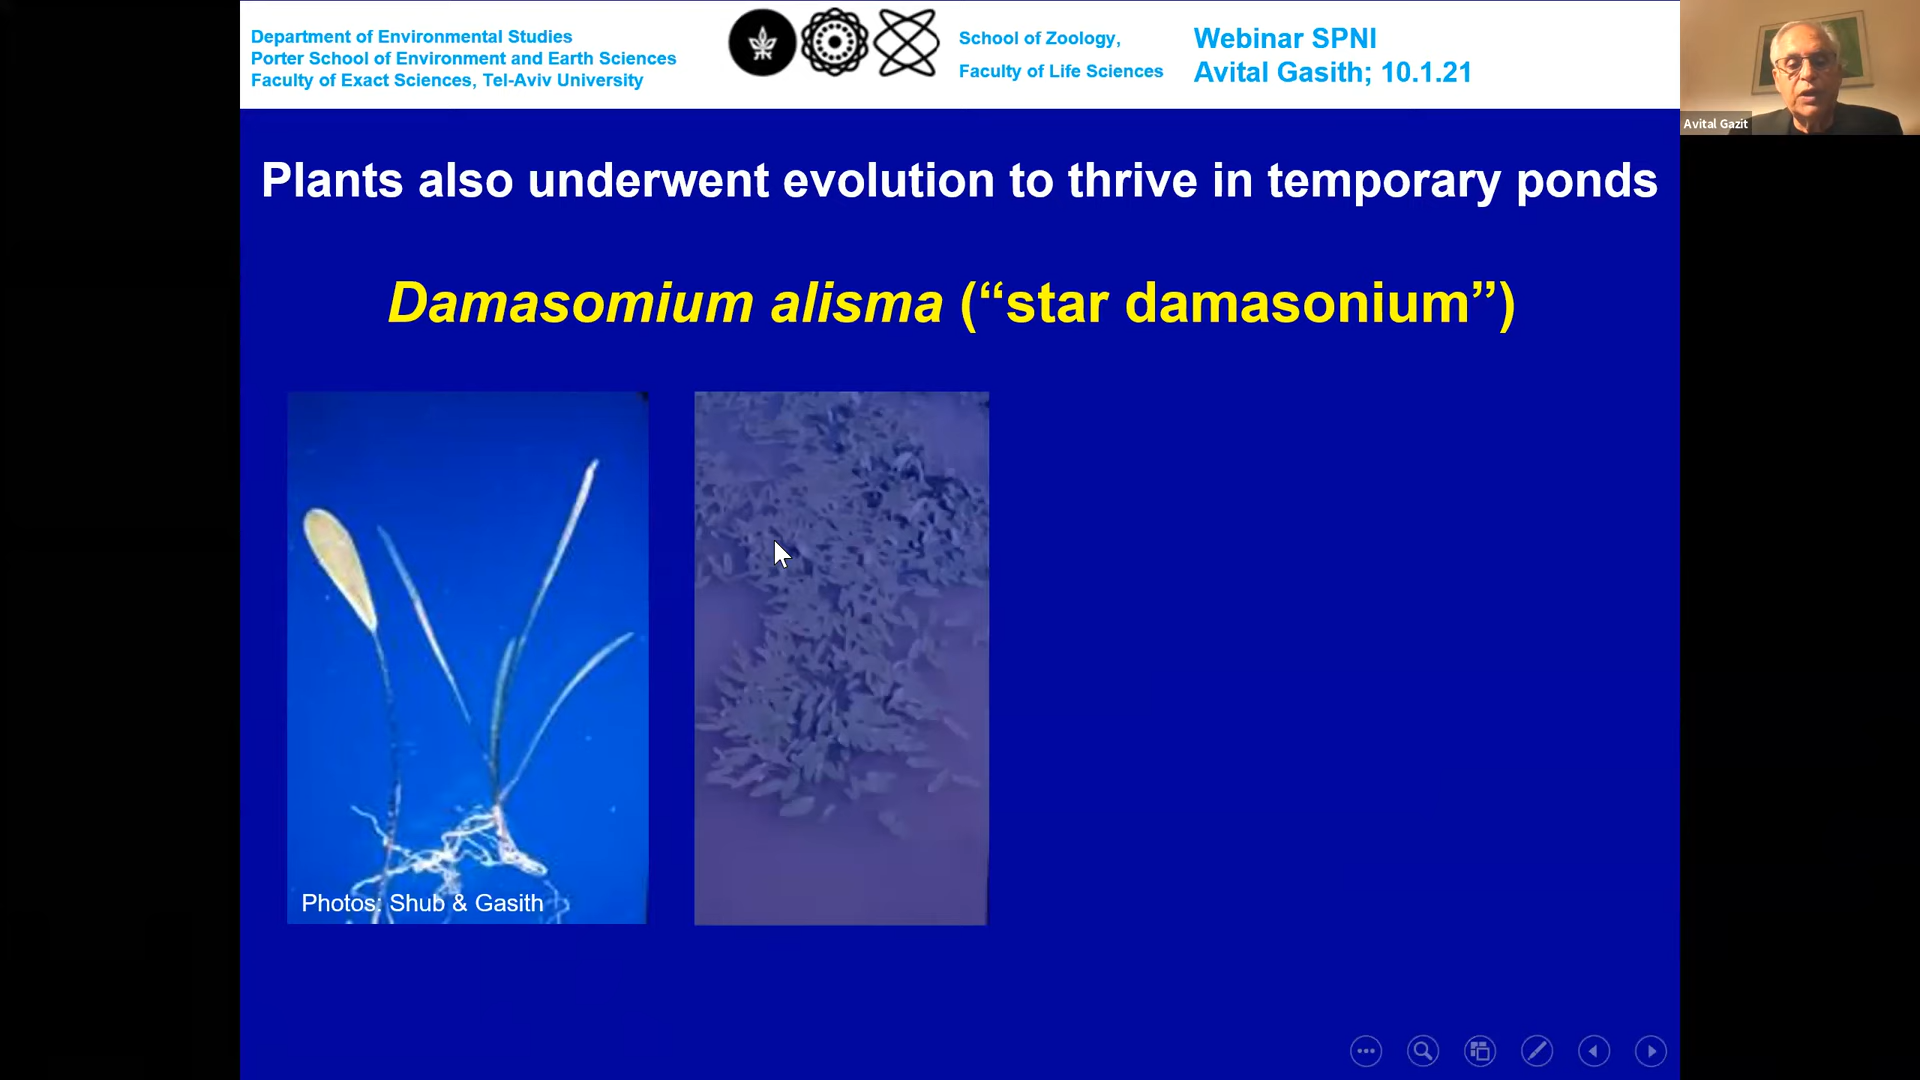 Department of Environmental Studies
Porter School of Environment and Earth Sciences
Faculty of Exact Sciences, Tel-Aviv University
School of Zoology,
Faculty of Life Sciences
Webinar SPNI
Avital Gasith; 10.1.21
Avital Gazit
Plants also underwent evolution to thrive in temporary ponds
Damasomium alisma (“star damasonium”)
Photos: Shub & Gasith